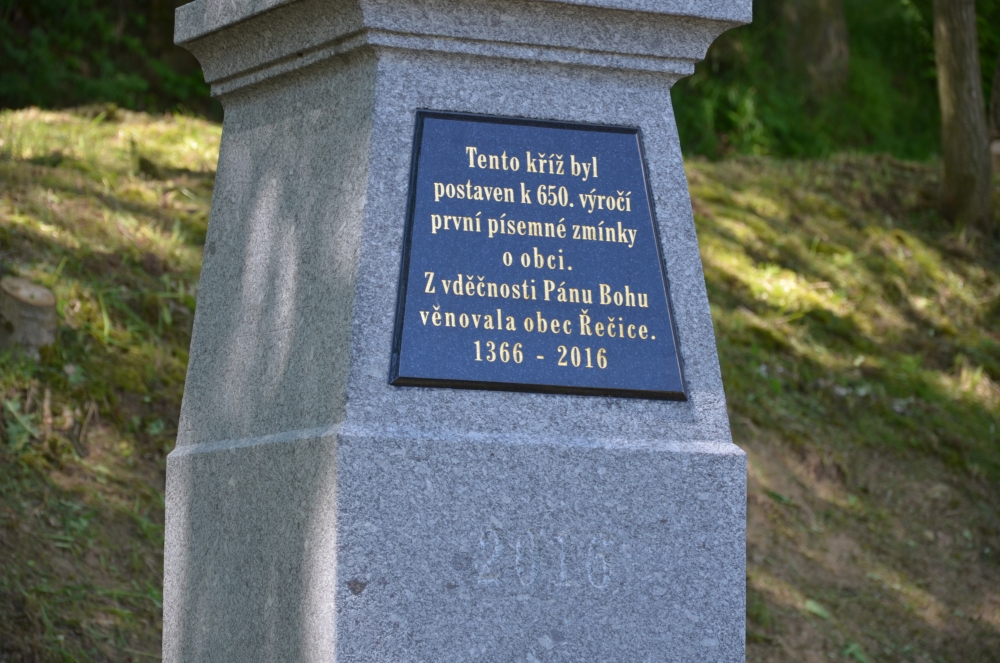 Tento kříž byl
postaven k 650. výročí
první písemné zmínky
o obci.
Z vděčnosti Pánu Bohu
věnovala obec Řečice.
1366 - 2016
2016